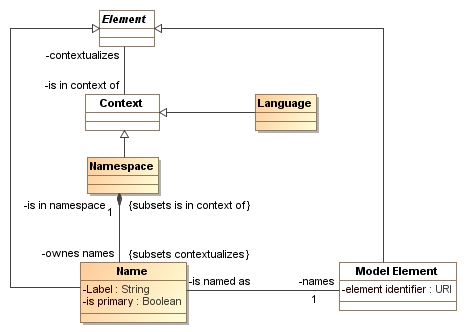 Element
-contextualizes
-is in context of
Context
Language
Namespace
-is in namespace
1
{subsets is in context of}
-ownes names
{subsets contextualizes}
Name
-Label : String
-is primary : Boolean
-is named as
-names
1
Model Element
-element identifier : URI